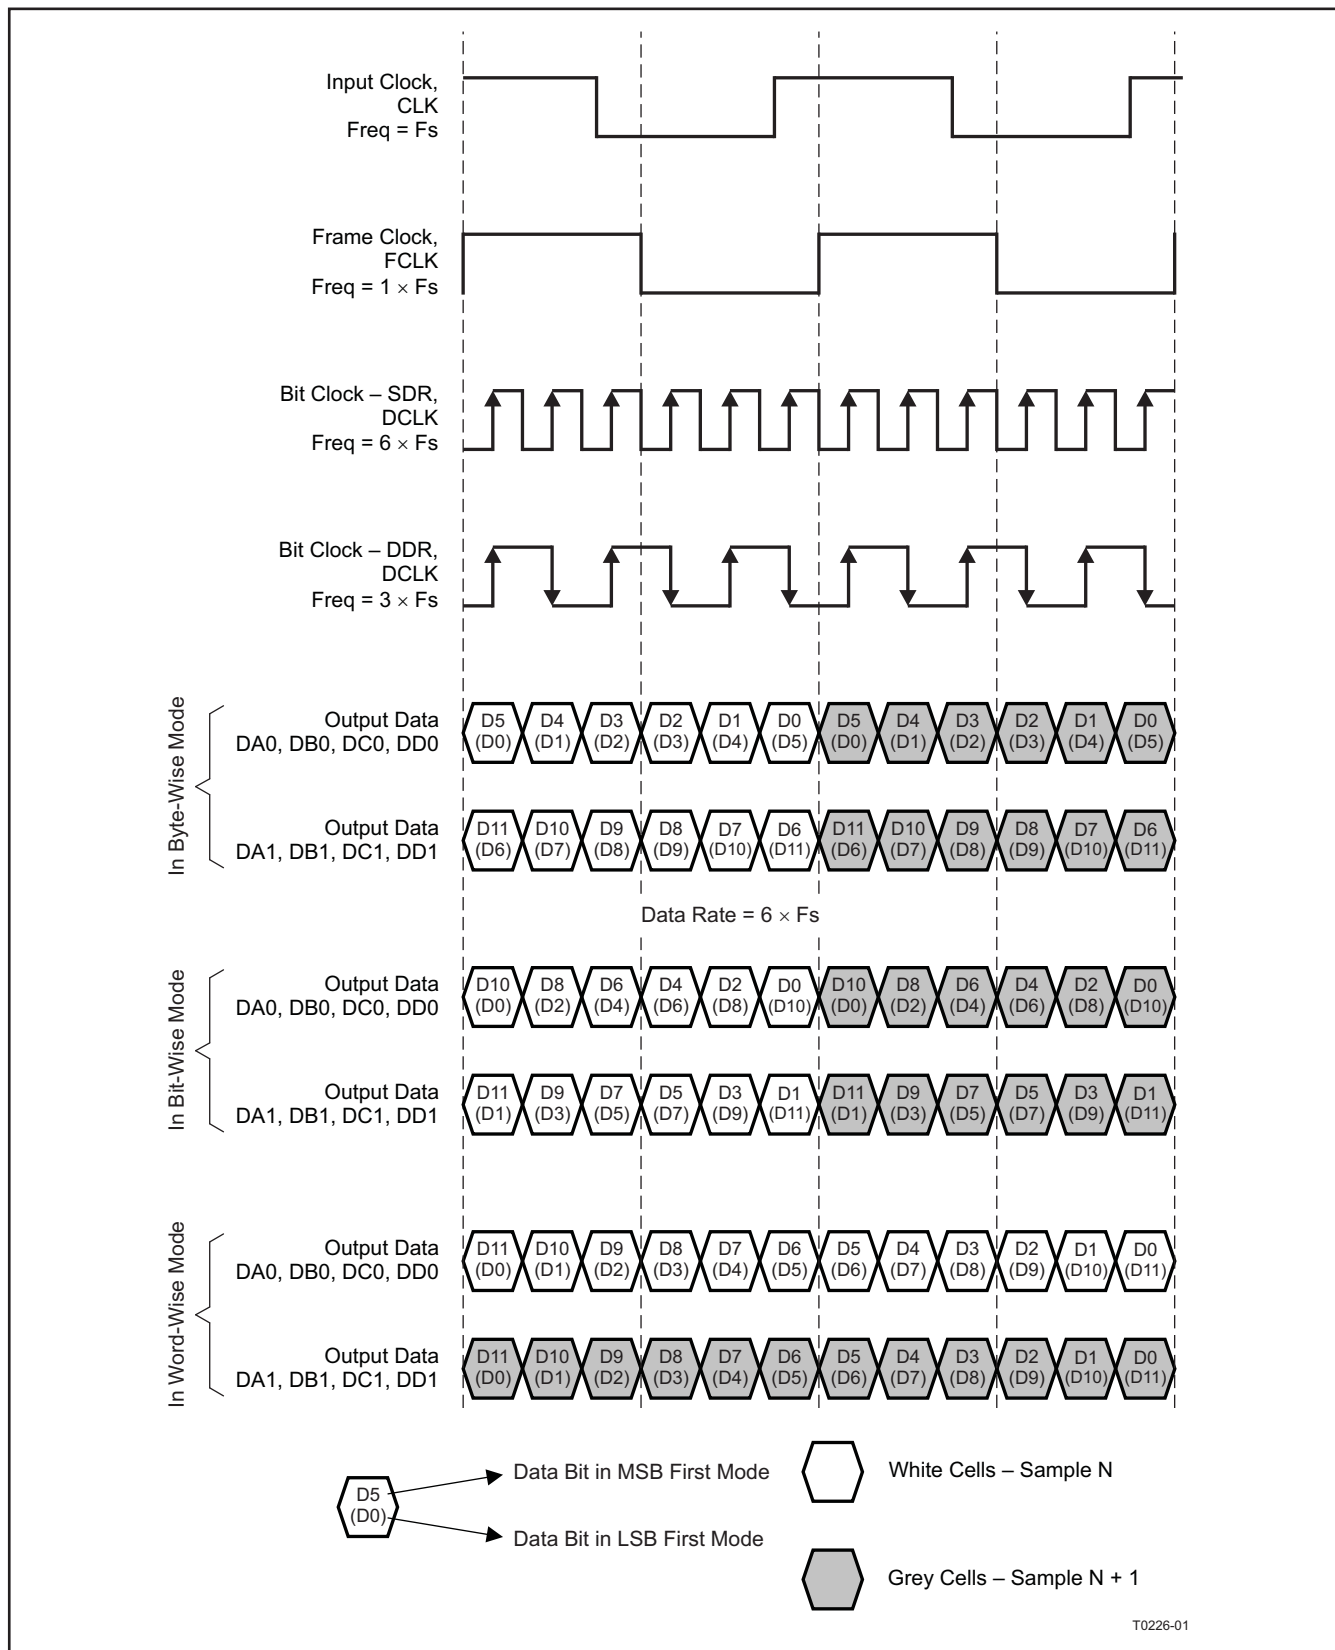 Input Clock,
CLK
Freq = Fs
Frame Clock,
FCLK
Freq = 1 × Fs
Bit Clock – SDR,
DCLK
Freq = 6 × Fs
Bit Clock – DDR,
DCLK
Freq = 3 × Fs
In Byte-Wise Mode
Output Data
DA0, DB0, DC0, DD0
D5 D4 D3 D2 D1 D0 D5 D4 D3 D2 D1 D0
(D0) (D1) (D2) (D3) (D4) (D5) (D0) (D1) (D2) (D3) (D4) (D5)
Output Data
DA1, DB1, DC1, DD1
D11 D10 D9 D8 D7 D6 D11 D10 D9 D8 D7 D6
(D6) (D7) (D8) (D9) (D10) (D11) (D6) (D7) (D8) (D9) (D10) (D11)
Data Rate = 6 × Fs
In Bit-Wise Mode
Output Data
DA0, DB0, DC0, DD0
D10 D8 D6 D4 D2 D0 D10 D8 D6 D4 D2 D0
(D0) (D2) (D4) (D6) (D8) (D10) (D0) (D2) (D4) (D6) (D8) (D10)
Output Data
DA1, DB1, DC1, DD1
D11 D9 D7 D5 D3 D1 D11 D9 D7 D5 D3 D1
(D1) (D3) (D5) (D7) (D9) (D11) (D1) (D3) (D5) (D7) (D9) (D11)
In Word-Wise Mode
Output Data
DA0, DB0, DC0, DD0
D11 D10 D9 D8 D7 D6 D5 D4 D3 D2 D1 D0
(D0) (D1) (D2) (D3) (D4) (D5) (D6) (D7) (D8) (D9) (D10) (D11)
Output Data
DA1, DB1, DC1, DD1
D11 D10 D9 D8 D7 D6 D5 D4 D3 D2 D1 D0
(D0) (D1) (D2) (D3) (D4) (D5) (D6) (D7) (D8) (D9) (D10) (D11)
D5
(D0)
Data Bit in MSB First Mode
Data Bit in LSB First Mode
White Cells – Sample N
Grey Cells – Sample N + 1
T0226-01